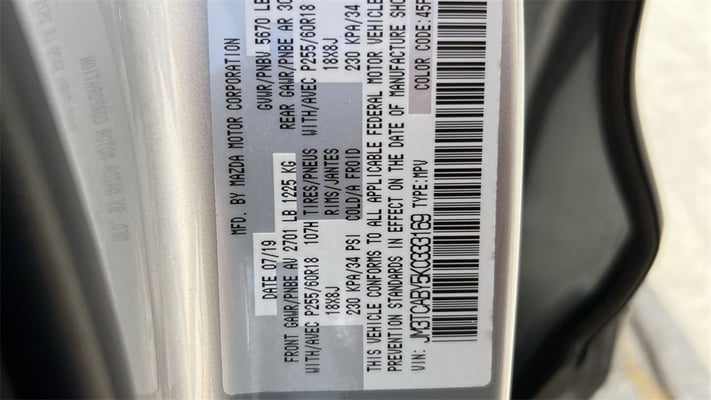 MFD. BY MAZDA MOTOR CORPORATION
DATE 07/19 GVWR/PNBV 5670 LB
FRONT GAWR/PNBE AV 2701 LB 1225 KG REAR GAWR/PNBE AR 30
WITH/AVEC P255/60R18 107H TIRES/PNEUS WITH/AVEC P255/60R18
18X8J RIMS/JANTES 18X8J
230 KPA/34 PSI COLD/A FROID 230 KPA/34
THIS VEHICLE CONFORMS TO ALL APPLICABLE FEDERAL MOTOR VEHICLE
PREVENTION STANDARDS IN EFFECT ON THE DATE OF MANUFACTURE SHO
VIN: JM3TCABY5K0333169 TYPE:MPV COLOR CODE: 45P